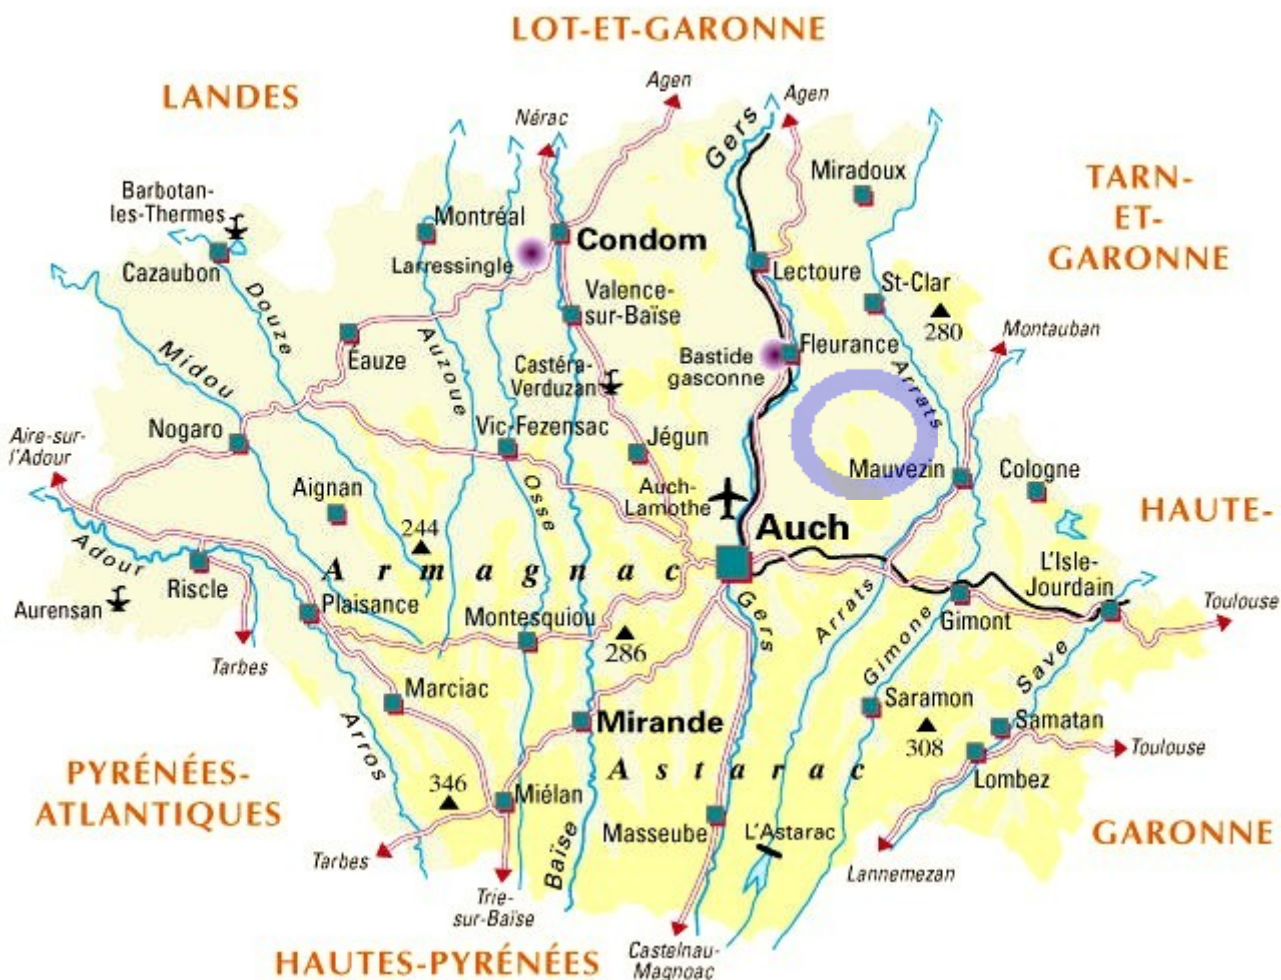 LOT-ET-GARONNE
LANDES
Agen
Agen
Nérac
Gers
Miradoux
TARN-
ET-
GARONNE
Barbotan-
les-Thermes
Montréal
Condom
Cazaubon
Larressingle
Lectoure
St-Clar
Douze
Valence-
sur-Baïse
280
Montauban
Midou
Éauze
Auzoue
Castéra-
Verduzan
Bastide
gasconne
Fleurance
Arrats
Aire-sur-
l'Adour
Nogaro
Vic-Fezensac
Jégun
Mauvezin
Cologne
Aignan
Osse
Auch-
Lamothe
HAUTE-
Adour
244
Auch
Armagnac
L'Isle-
Jourdain
Aurensan
Riscle
Plaisance
Montesquiou
Gers
Arrats
Gimone
Gimont
Toulouse
Tarbes
286
Save
Marciac
Mirande
Saramon
308
Samatan
Toulouse
Arros
PYRÉNÉES-
ATLANTIQUES
346
Miélan
Astarac
Lombez
Baïse
Masseube
L'Astarac
GARONNE
Tarbes
Lannemezan
Trie-
sur-Baïse
HAUTES-PYRÉNÉES
Castelnau-
Magnoac